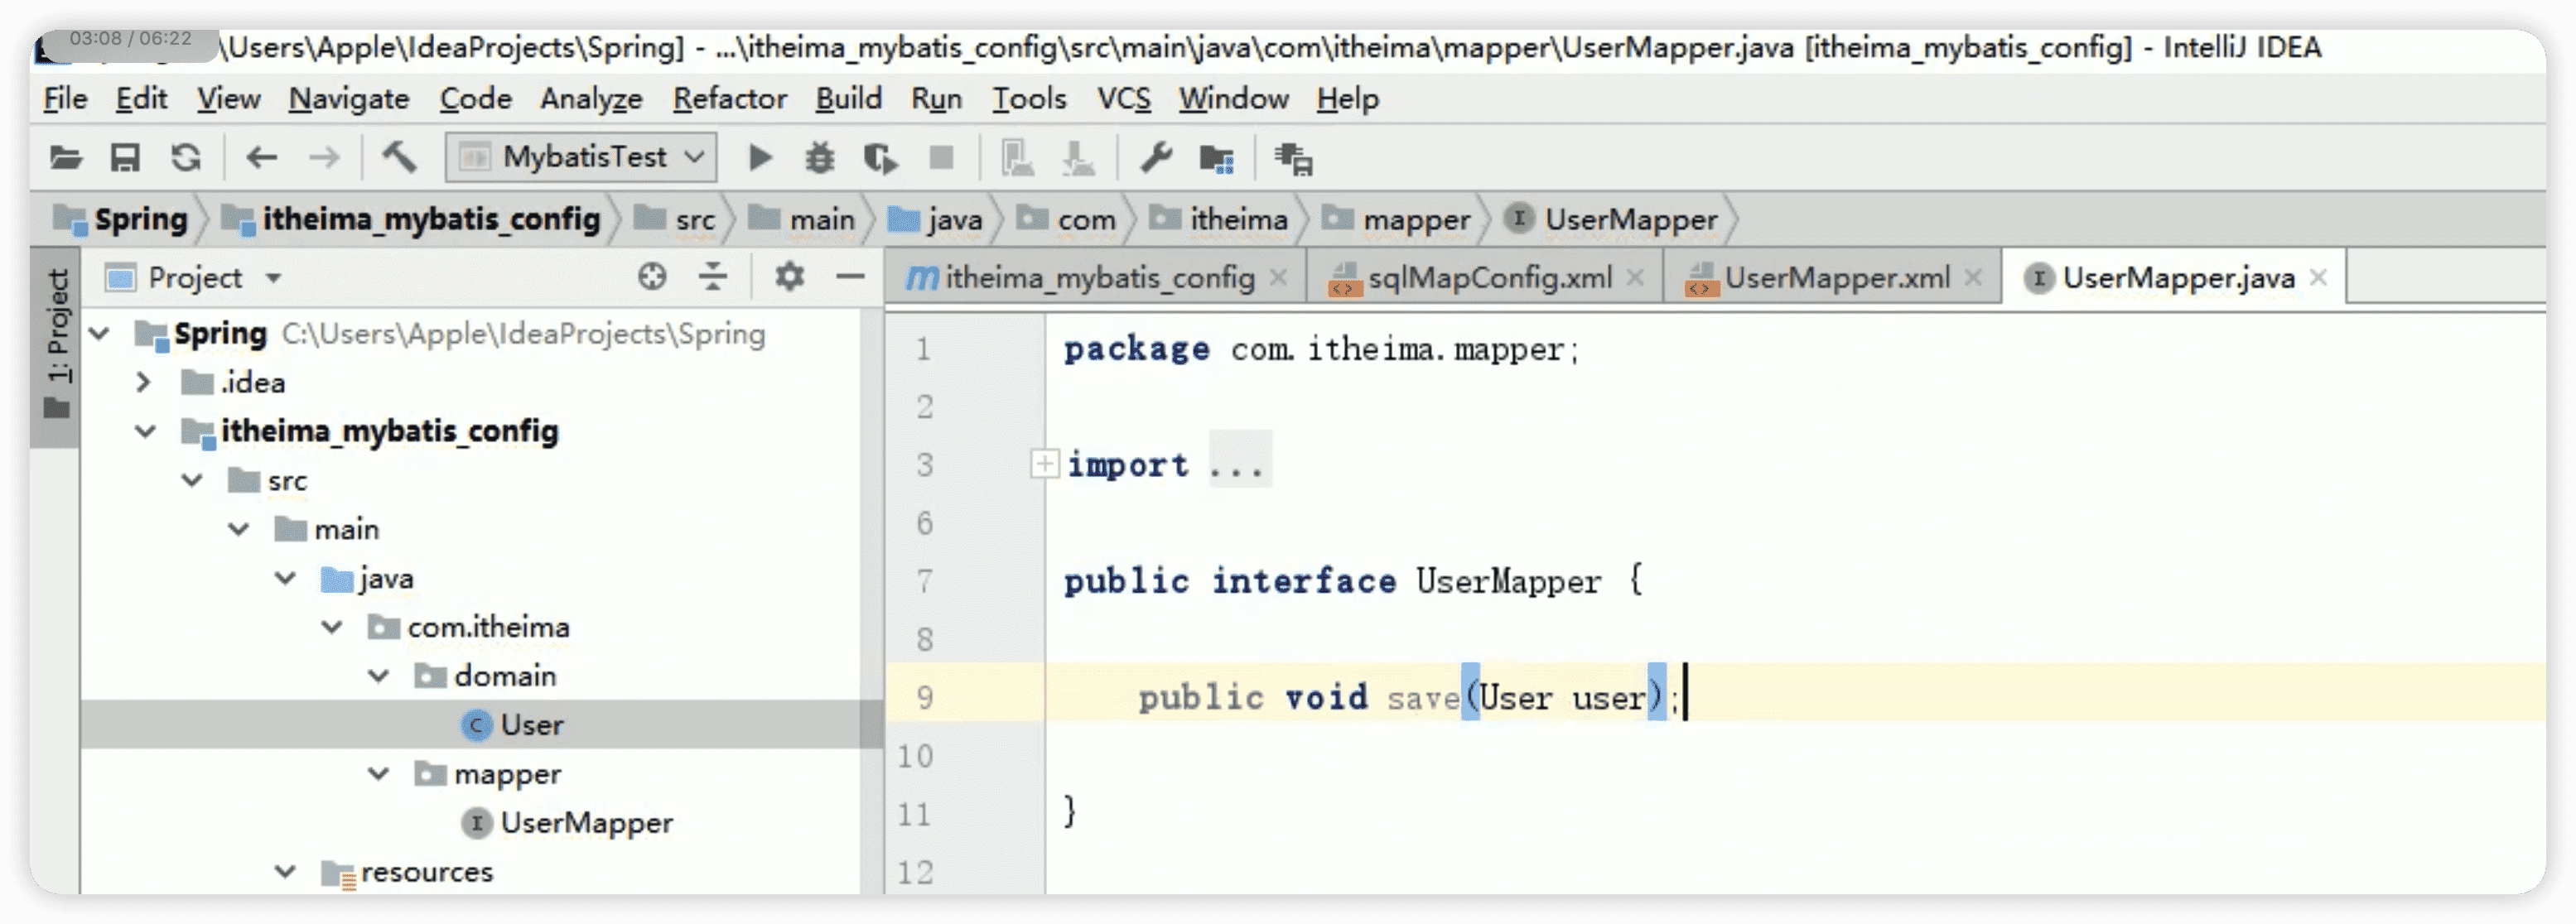 03:08 / 06:22
\Users\Apple\IdeaProjects\Spring] - ...\itheima_mybatis_config\src\main\java\com\itheima\mapper\UserMapper.java [itheima_mybatis_config] - IntelliJ IDEA
File Edit View Navigate Code Analyze Refactor Build Run Tools VCS Window Help
MybatisTest
Spring itheima_mybatis_config src main java com itheima mapper UserMapper
1: Project
Project
Spring C:\Users\Apple\IdeaProjects\Spring
.idea
itheima_mybatis_config
src
main
java
com.itheima
domain
User
mapper
UserMapper
resources
itheima_mybatis_config sqlMapConfig.xml UserMapper.xml UserMapper.java
1 package com.itheima.mapper;
2
3 import ...
6
7 public interface UserMapper {
8
9 public void save(User user);
10
11 }
12